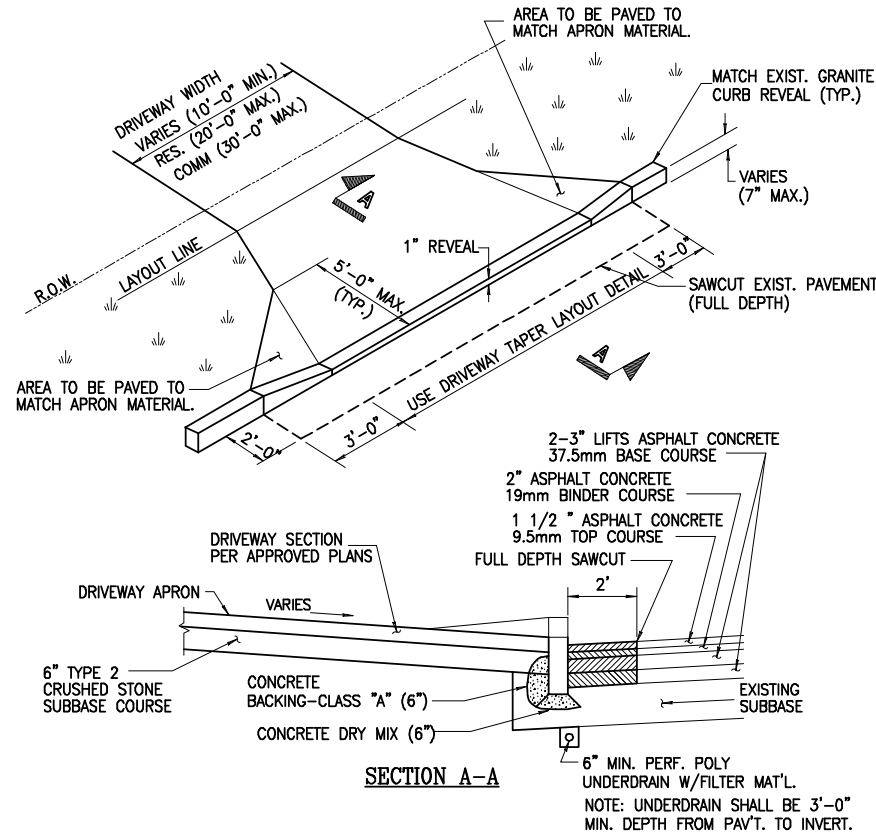 AREA TO BE PAVED TO
MATCH APRON MATERIAL.
DRIVEWAY WIDTH
VARIES (10'-0" MIN.)
RES. (20'-0" MAX.)
COMM (30'-0" MAX.)
MATCH EXIST. GRANITE
CURB REVEAL (TYP.)
VARIES
(7" MAX.)
A
1" REVEAL
R.O.W.
LAYOUT LINE
5'-0" MAX.
(TYP.)
3'-0"
SAWCUT EXIST. PAVEMENT
(FULL DEPTH)
USE DRIVEWAY TAPER LAYOUT DETAIL
A
AREA TO BE PAVED TO
MATCH APRON MATERIAL.
2'-0"
3'-0"
2-3" LIFTS ASPHALT CONCRETE
37.5mm BASE COURSE
2" ASPHALT CONCRETE
19mm BINDER COURSE
1 1/2 " ASPHALT CONCRETE
9.5mm TOP COURSE
FULL DEPTH SAWCUT
DRIVEWAY SECTION
PER APPROVED PLANS
DRIVEWAY APRON
VARIES
2'
6" TYPE 2
CRUSHED STONE
SUBBASE COURSE
CONCRETE
BACKING-CLASS "A" (6")
CONCRETE DRY MIX (6")
EXISTING
SUBBASE
6" MIN. PERF. POLY
UNDERDRAIN W/FILTER MAT'L.
SECTION A-A
NOTE: UNDERDRAIN SHALL BE 3'-0"
MIN. DEPTH FROM PAV'T. TO INVERT.